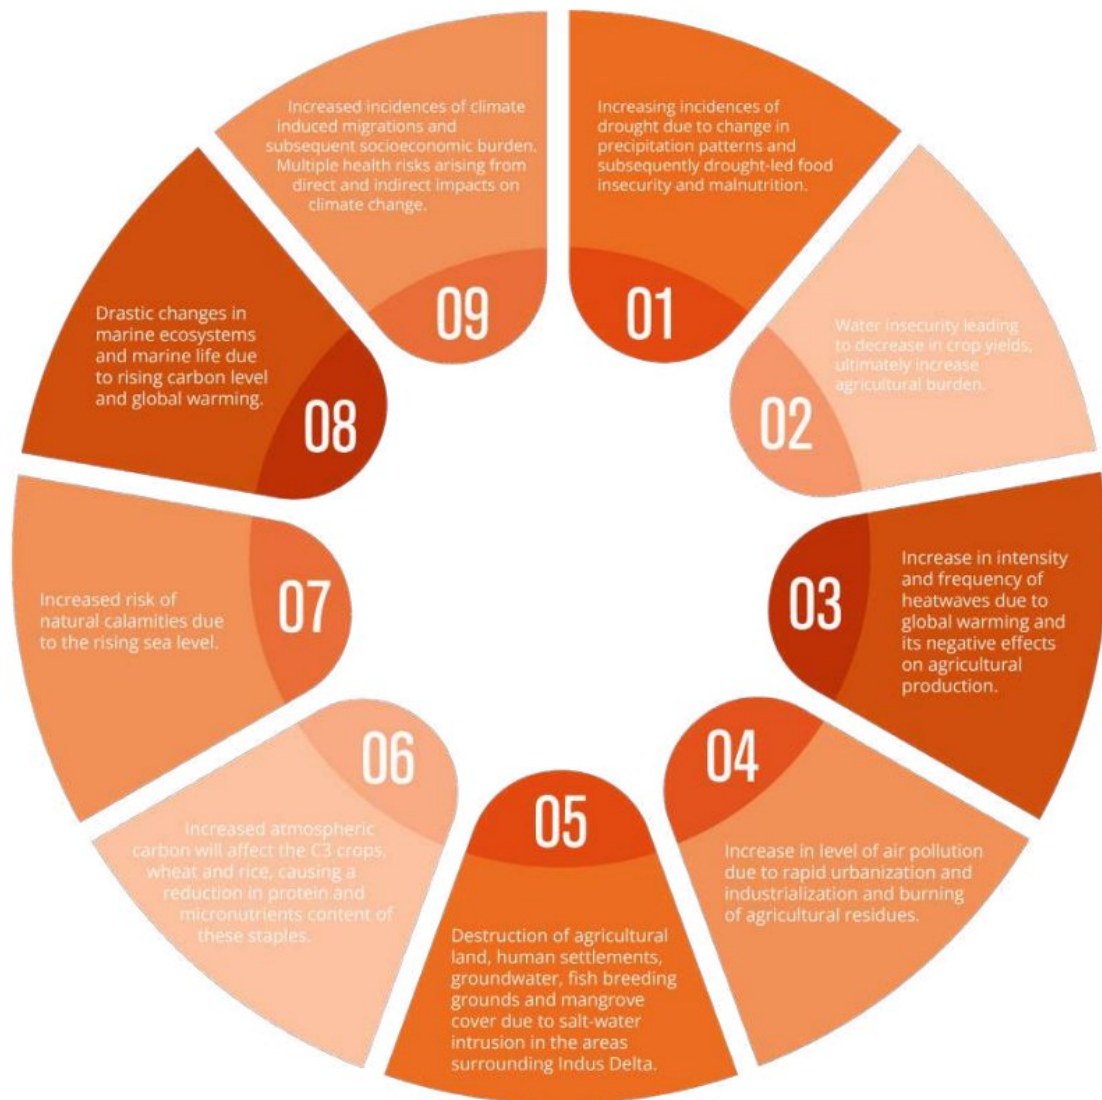 01
Increasing incidences of
drought due to change in
precipitation patterns and
subsequently drought-led food
insecurity and malnutrition.
02
Water insecurity leading
to decrease in crop yields,
ultimately increase
agricultural burden.
03
Increase in intensity
and frequency of
heatwaves due to
global warming and
its negative effects
on agricultural
production.
04
Increase in level of air pollution
due to rapid urbanization and
industrialization and burning
of agricultural residues.
05
Destruction of agricultural
land, human settlements,
groundwater, fish breeding
grounds and mangrove
cover due to salt-water
intrusion in the areas
surrounding Indus Delta.
06
Increased atmospheric
carbon will affect the C3 crops,
wheat and rice, causing a
reduction in protein and
micronutrients content of
these staples.
07
Increased risk of
natural calamities due
to the rising sea level.
08
Drastic changes in
marine ecosystems
and marine life due
to rising carbon level
and global warming.
09
Increased incidences of climate
induced migrations and
subsequent socioeconomic burden.
Multiple health risks arising from
direct and indirect impacts on
climate change.